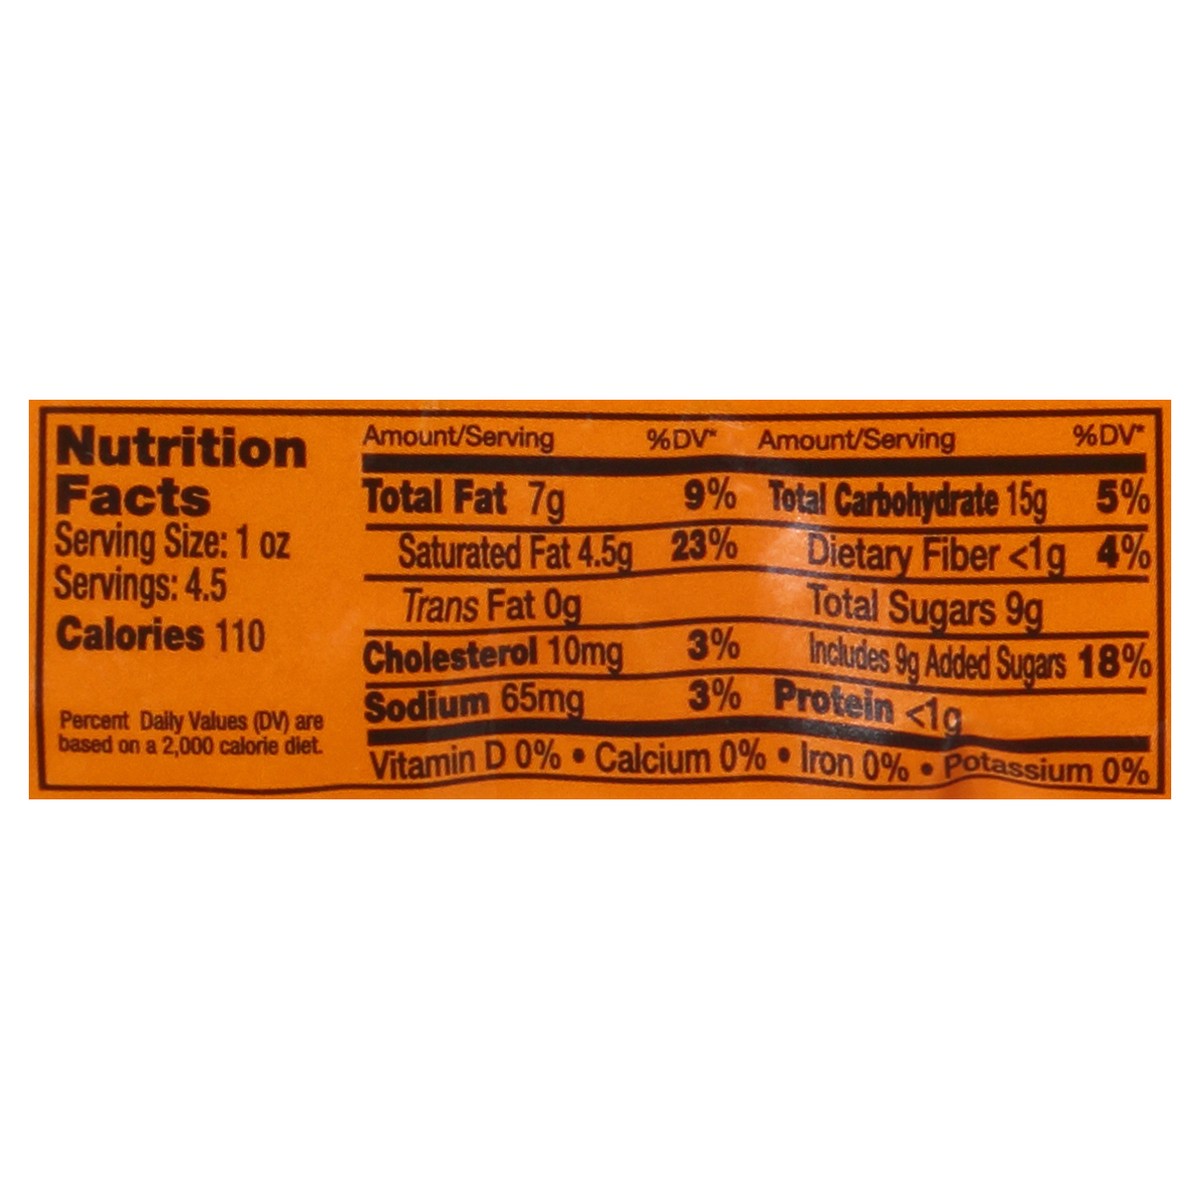 Nutrition
Facts
Serving Size: 1 oz
Servings: 4.5
Calories 110
Percent Daily Values (DV) are
based on a 2,000 calorie diet.
Amount/Serving %DV*
Total Fat 7g 9%
Saturated Fat 4.5g 23%
Trans Fat 0g
Cholesterol 10mg 3%
Sodium 65mg 3%
Amount/Serving %DV*
Total Carbohydrate 15g 5%
Dietary Fiber <1g 4%
Total Sugars 9g
Includes 9g Added Sugars 18%
Protein <1g
Vitamin D 0% • Calcium 0% • Iron 0% • Potassium 0%